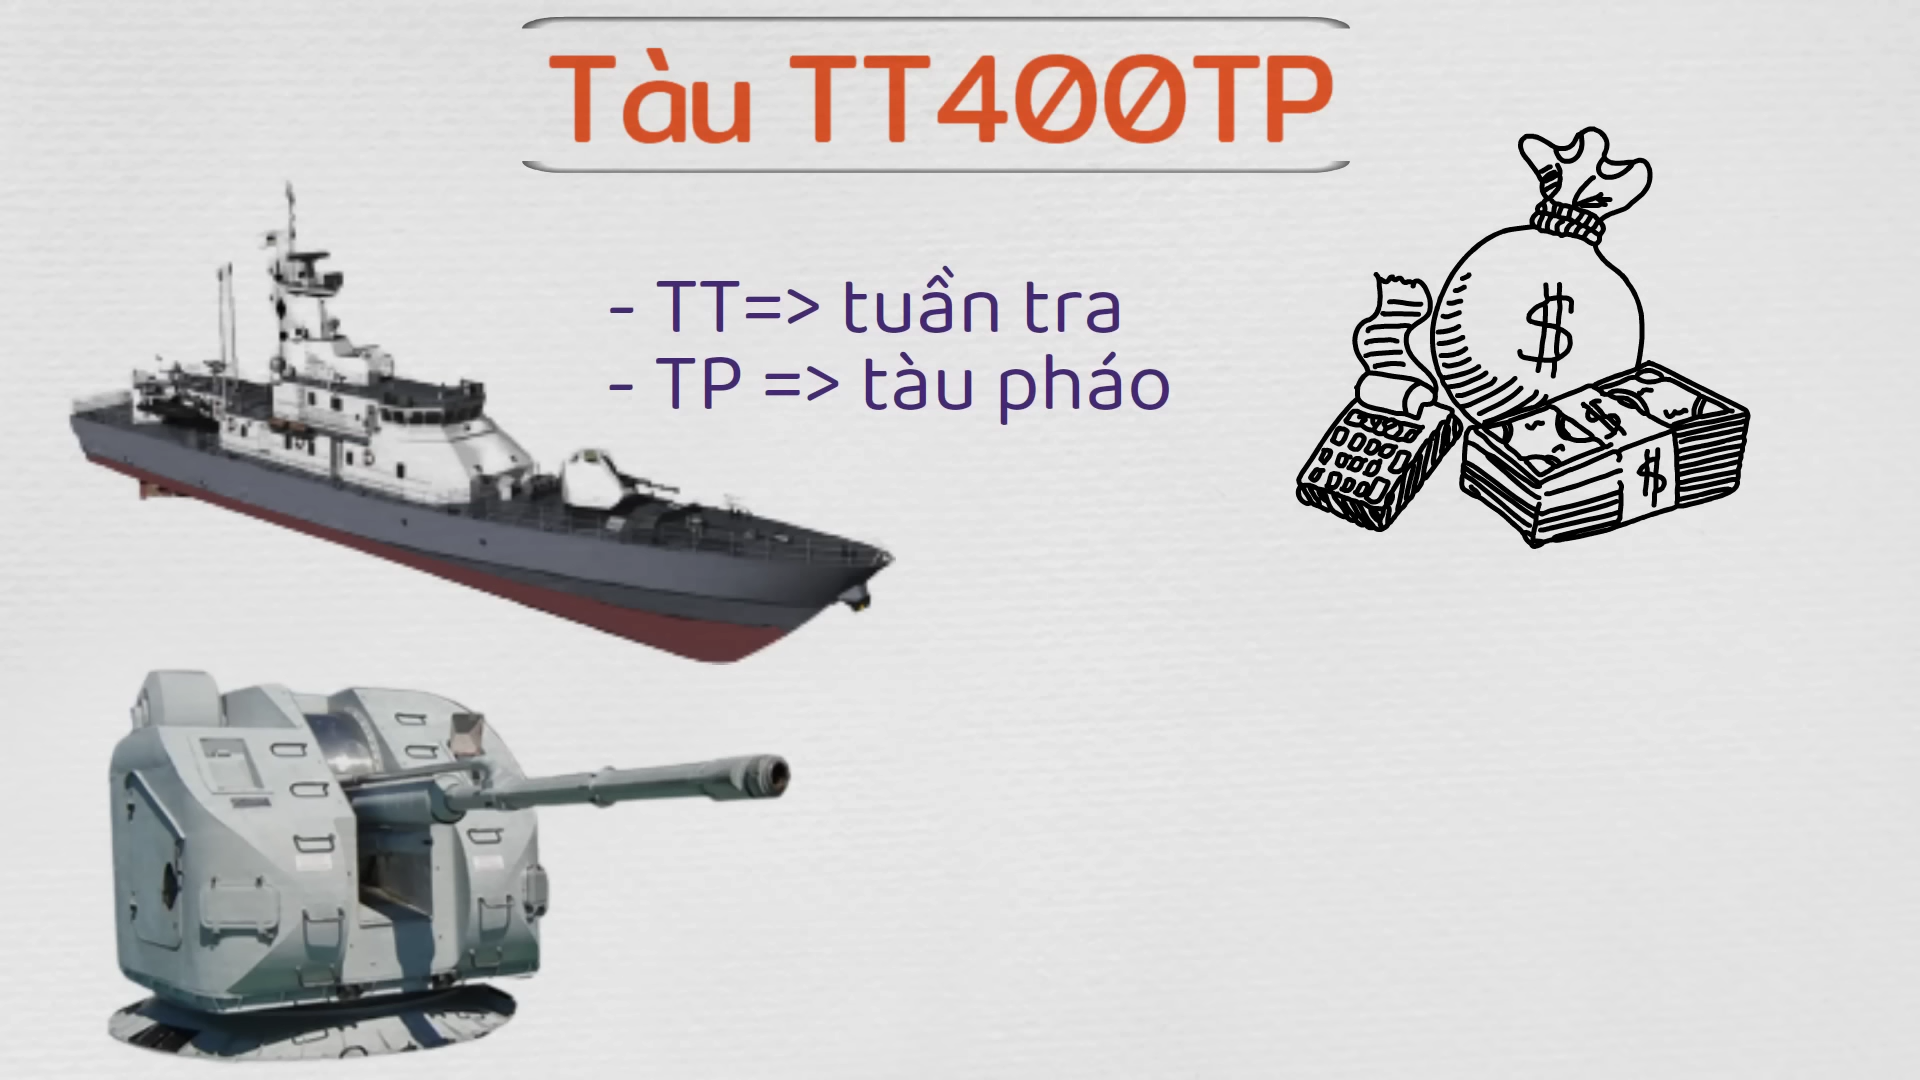 Tàu TT400TP
- TT=> tuần tra
- TP => tàu pháo
$
$
$